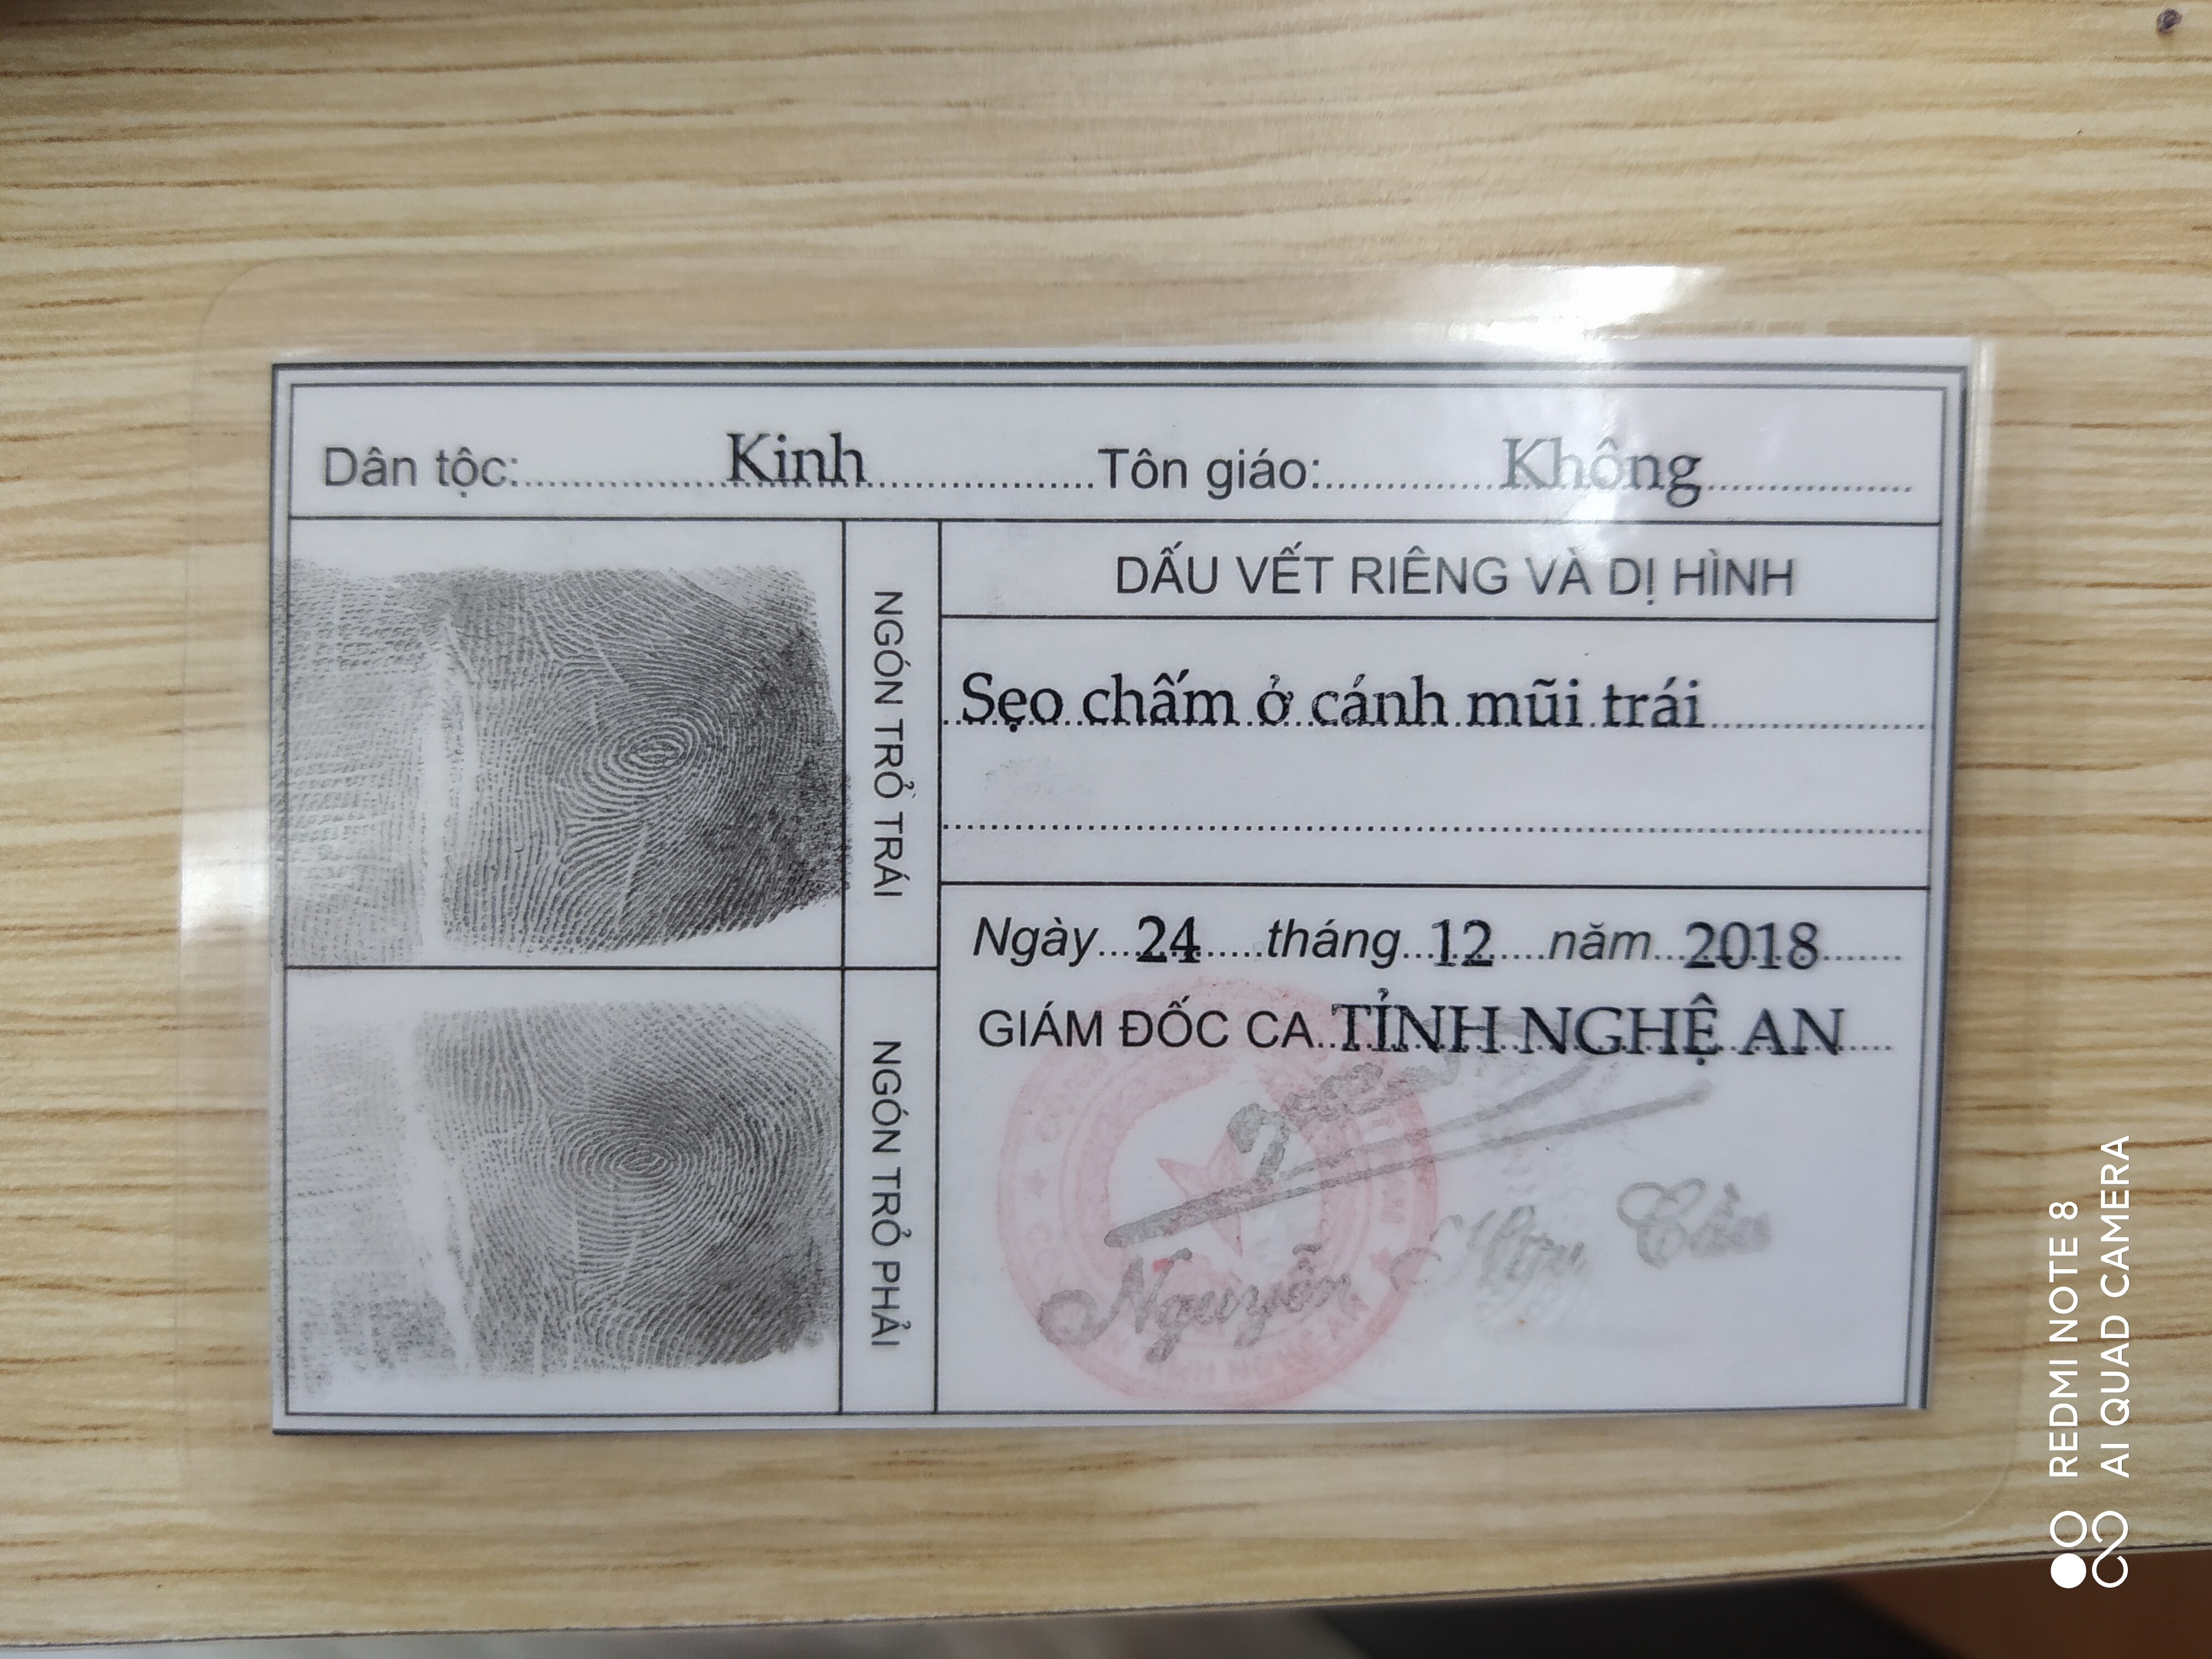 Dân tộc: Kinh Tôn giáo: Không
NGÓN TRỎ TRÁI
DẤU VẾT RIÊNG VÀ DỊ HÌNH
Sẹo chấm ở cánh mũi trái
Ngày 24 tháng 12 năm 2018
GIÁM ĐỐC CA TỈNH NGHỆ AN
NGÓN TRỎ PHẢI
Nguyễn Hữu Cầu
REDMI NOTE 8
AI QUAD CAMERA